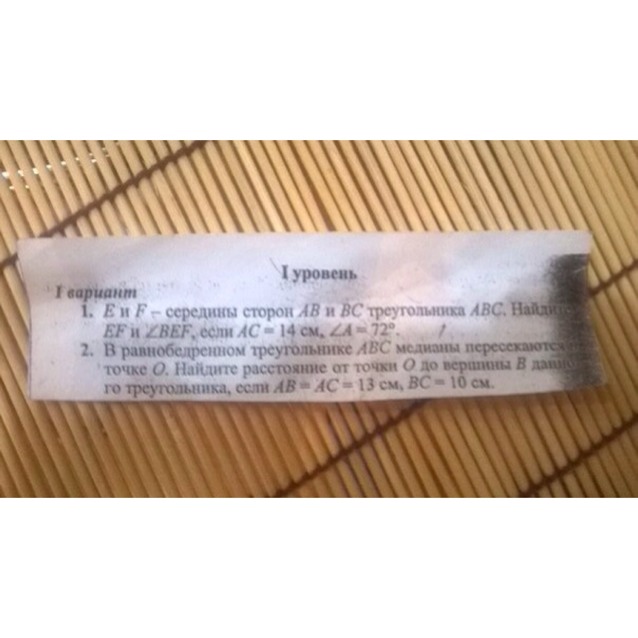 I уровень
I вариант
1. E и F – середины сторон AB и BC треугольника ABC. Найдите
EF и ∠BEF, если AC = 14 см, ∠A = 72°.
2. В равнобедренном треугольнике ABC медианы пересекаются
точке O. Найдите расстояние от точки O до вершины B данно
го треугольника, если AB = AC = 13 см, BC = 10 см.